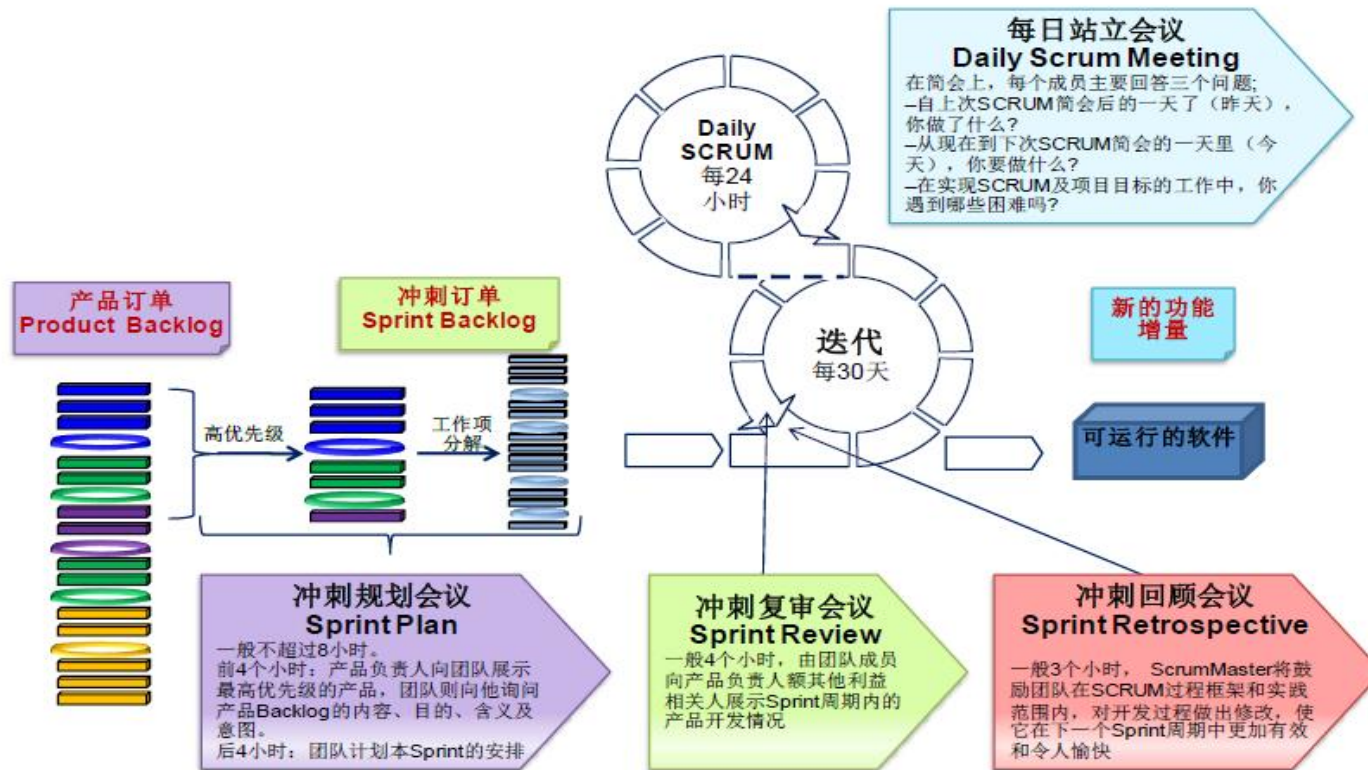 每日站立会议
Daily Scrum Meeting
在简会上，每个成员主要回答三个问题;
–自上次SCRUM简会后的一天了（昨天），
你做了什么?
–从现在到下次SCRUM简会的一天里（今
天），你要做什么?
–在实现SCRUM及项目目标的工作中，你
遇到哪些困难吗?
Daily
SCRUM
每24
小时
产品订单
Product Backlog
冲刺订单
Sprint Backlog
新的功能
增量
迭代
每30天
高优先级
工作项
分解
可运行的软件
冲刺规划会议
Sprint Plan
一般不超过8小时。
前4个小时：产品负责人向团队展示
最高优先级的产品，团队则向他询问
产品Backlog的内容、目的、含义及
意图。
后4小时：团队计划本Sprint的安排
冲刺复审会议
Sprint Review
一般4个小时，由团队成员
向产品负责人额其他利益
相关人展示Sprint周期内的
产品开发情况
冲刺回顾会议
Sprint Retrospective
一般3个小时， ScrumMaster将鼓
励团队在SCRUM过程框架和实践
范围内，对开发过程做出修改，使
它在下一个Sprint周期中更加有效
和令人愉快